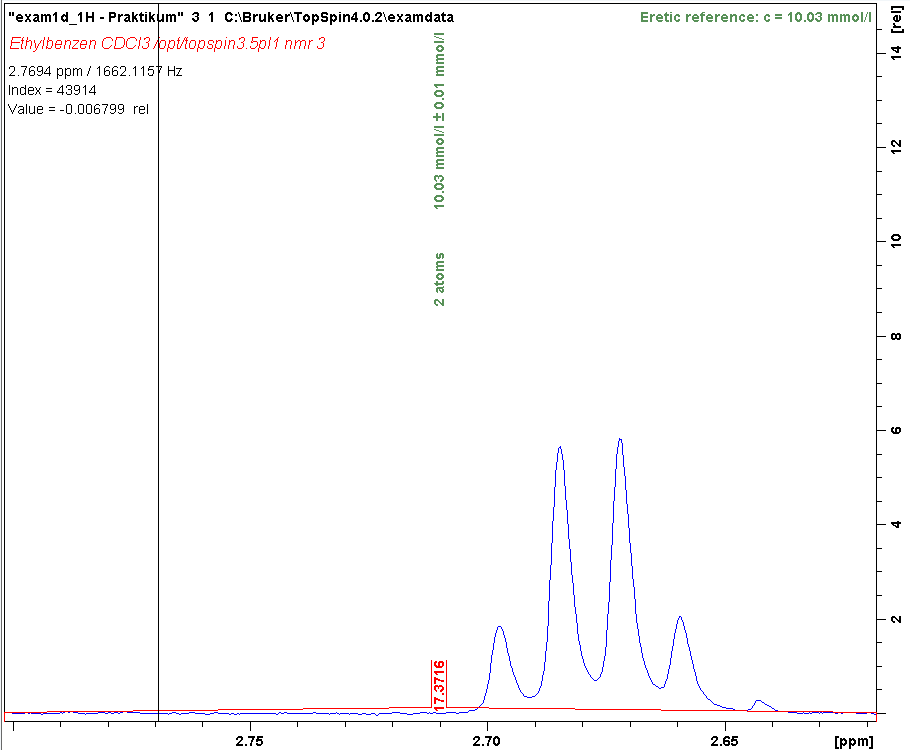 "exam1d_1H - Praktikum" 3 1 C:\Bruker\TopSpin4.0.2\examdata
Eretic reference: c = 10.03 mmol/l
Ethylbenzen CDCl3 /opt/topspin3.5pl1 nmr 3
2.7694 ppm / 1662.1157 Hz
Index = 43914
Value = -0.006799 rel
2 atoms 10.03 mmol/l ± 0.01 mmol/l
17.3716
[rel]
14
12
10
8
6
4
2
2.75 2.70 2.65 [ppm]